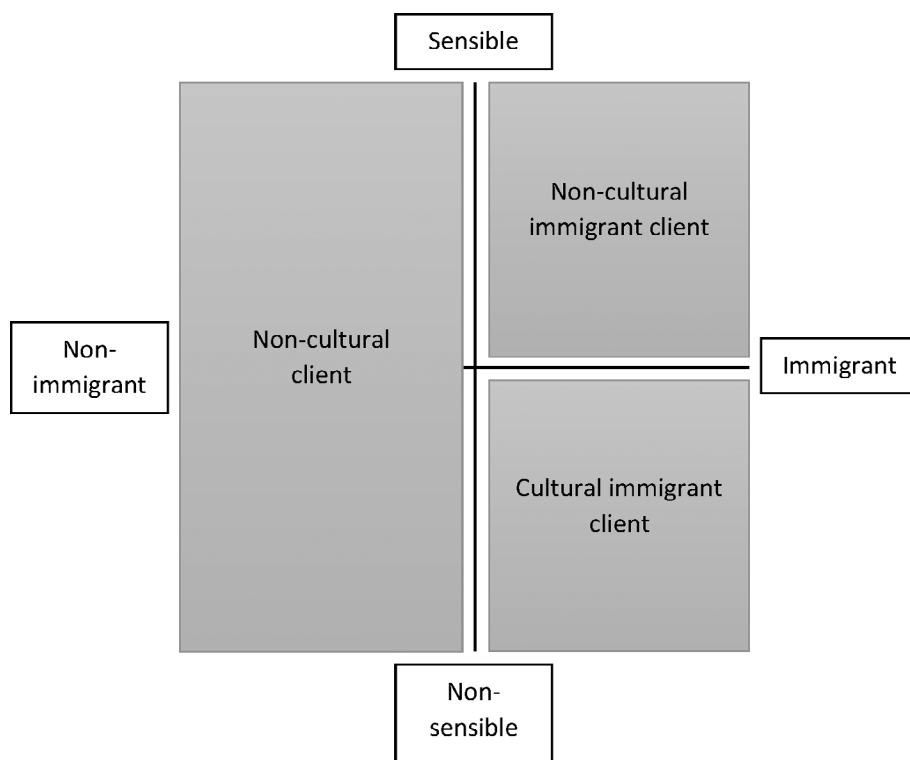 Sensible
Non-cultural
immigrant client
Non-
immigrant
Non-cultural
client
Immigrant
Cultural immigrant
client
Non-
sensible